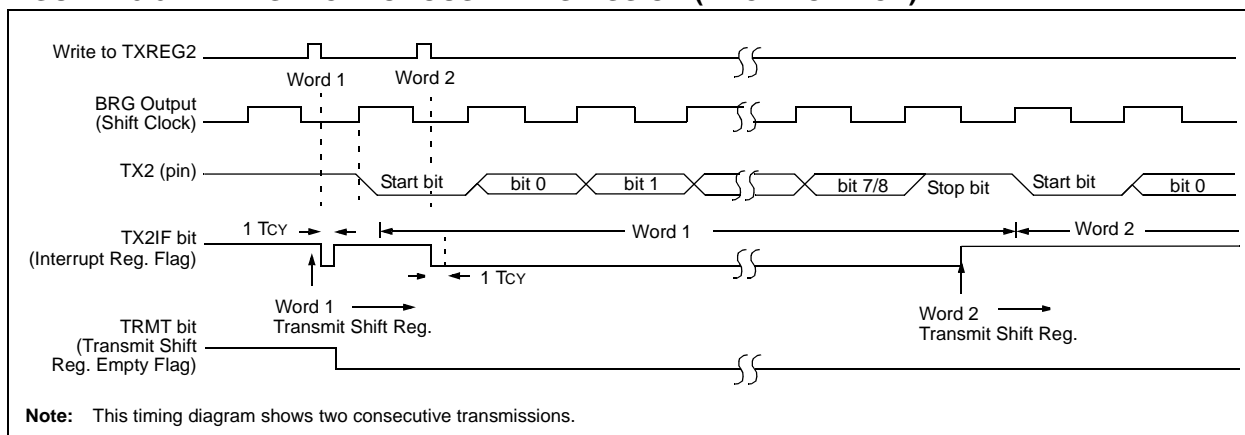 Write to TXREG2
Word 1 Word 2
BRG Output
(Shift Clock)
TX2 (pin)
Start bit bit 0 bit 1 bit 7/8 Stop bit Start bit bit 0
1 TCY
TX2IF bit
(Interrupt Reg. Flag)
Word 1 Word 2
1 TCY
Word 1
Transmit Shift Reg.
Word 2
Transmit Shift Reg.
TRMT bit
(Transmit Shift
Reg. Empty Flag)
Note: This timing diagram shows two consecutive transmissions.